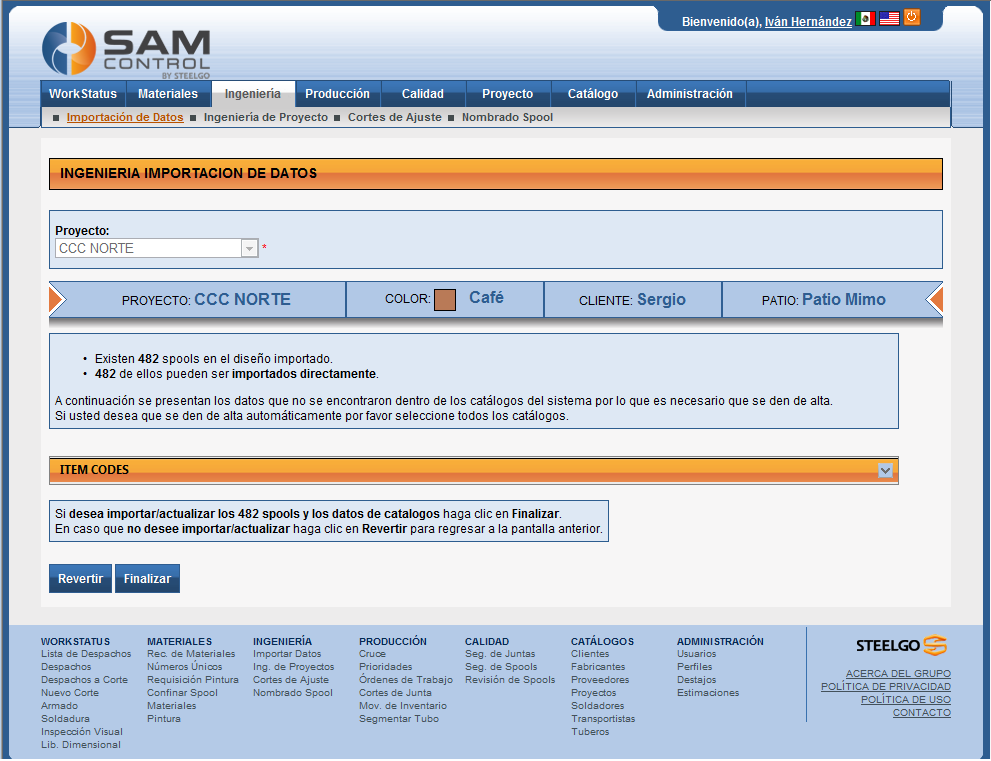 Bienvenido(a), Iván Hernández
SAM
CONTROL
BY STEELGO
WorkStatus Materiales Ingeniería Producción Calidad Proyecto Catálogo Administración
Importación de Datos Ingeniería de Proyecto Cortes de Ajuste Nombrado Spool
INGENIERIA IMPORTACION DE DATOS
Proyecto:
CCC NORTE *
PROYECTO: CCC NORTE COLOR: Café CLIENTE: Sergio PATIO: Patio Mimo
• Existen 482 spools en el diseño importado.
• 482 de ellos pueden ser importados directamente.
A continuación se presentan los datos que no se encontraron dentro de los catálogos del sistema por lo que es necesario que se den de alta.
Si usted desea que se den de alta automáticamente por favor seleccione todos los catálogos.
ITEM CODES
Si desea importar/actualizar los 482 spools y los datos de catalogos haga clic en Finalizar.
En caso que no desee importar/actualizar haga clic en Revertir para regresar a la pantalla anterior.
Revertir Finalizar
WORKSTATUS
Lista de Despachos
Despachos
Despachos a Corte
Nuevo Corte
Armado
Soldadura
Inspección Visual
Lib. Dimensional
MATERIALES
Rec. de Materiales
Números Únicos
Requisición Pintura
Confinar Spool
Materiales
Pintura
INGENIERÍA
Importar Datos
Ing. de Proyectos
Cortes de Ajuste
Nombrado Spool
PRODUCCIÓN
Cruce
Prioridades
Órdenes de Trabajo
Cortes de Junta
Mov. de Inventario
Segmentar Tubo
CALIDAD
Seg. de Juntas
Seg. de Spools
Revisión de Spools
CATÁLOGOS
Clientes
Fabricantes
Proveedores
Proyectos
Soldadores
Transportistas
Tuberos
ADMINISTRACIÓN
Usuarios
Perfiles
Destajos
Estimaciones
STEELGO
ACERCA DEL GRUPO
POLÍTICA DE PRIVACIDAD
POLÍTICA DE USO
CONTACTO